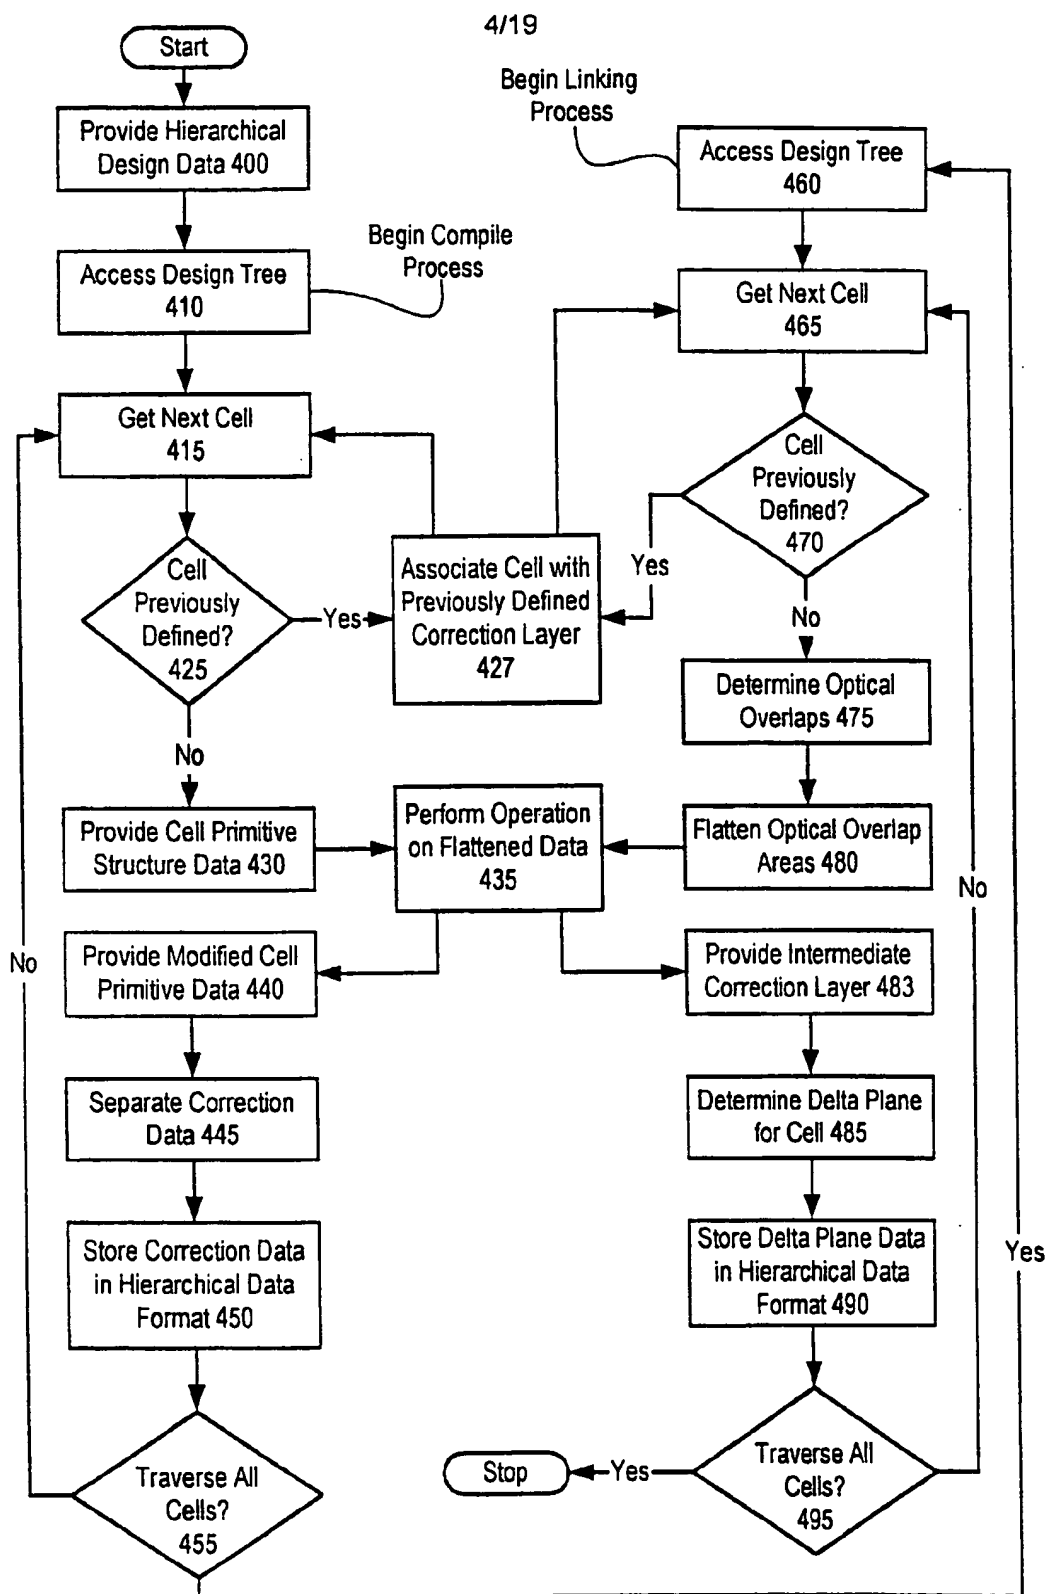 4/19
Start
Provide Hierarchical
Design Data 400
Begin Compile
Process
Access Design Tree
410
Get Next Cell
415
Cell
Previously
Defined?
425
Yes
Associate Cell with
Previously Defined
Correction Layer
427
No
Provide Cell Primitive
Structure Data 430
Perform Operation
on Flattened Data
435
Provide Modified Cell
Primitive Data 440
Separate Correction
Data 445
Store Correction Data
in Hierarchical Data
Format 450
Traverse All
Cells?
455
No
Begin Linking
Process
Access Design Tree
460
Get Next Cell
465
Cell
Previously
Defined?
470
Yes
No
Determine Optical
Overlaps 475
Flatten Optical Overlap
Areas 480
Provide Intermediate
Correction Layer 483
Determine Delta Plane
for Cell 485
Store Delta Plane Data
in Hierarchical Data
Format 490
Traverse All
Cells?
495
Yes
Stop
No
Yes